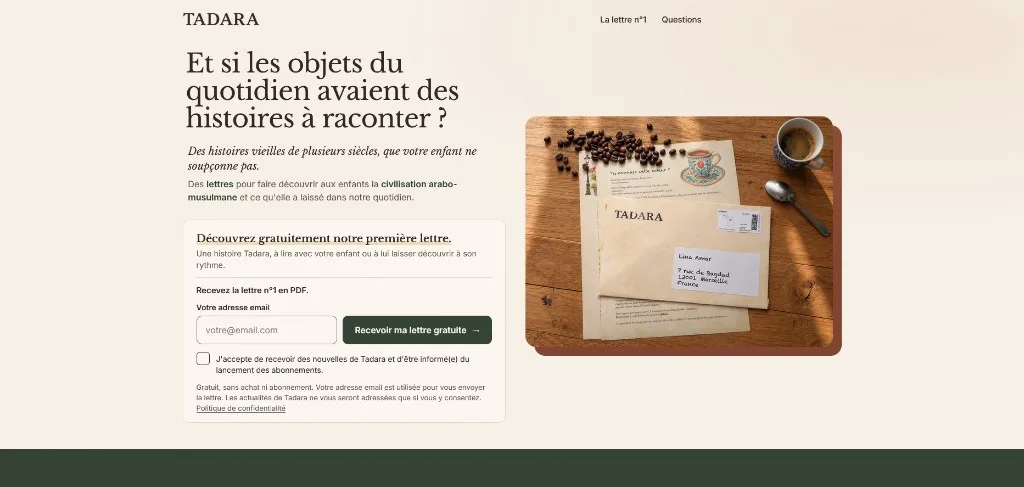 TADARA
La lettre n°1
Questions
Et si les objets du
quotidien avaient des
histoires à raconter ?
Des histoires vieilles de plusieurs siècles, que votre enfant ne
soupçonne pas.
Des lettres pour faire découvrir aux enfants la civilisation arabo-
musulmane et ce qu'elle a laissé dans notre quotidien.
Découvrez gratuitement notre première lettre.
Une histoire Tadara, à lire avec votre enfant ou à lui laisser découvrir à son
rythme.
Recevez la lettre n°1 en PDF.
Votre adresse email
votre@email.com
Recevoir ma lettre gratuite →
J'accepte de recevoir des nouvelles de Tadara et d'être informé(e) du
lancement des abonnements.
Gratuit, sans achat ni abonnement. Votre adresse email est utilisée pour vous envoyer
la lettre. Les actualités de Tadara ne vous seront adressées que si vous y consentez.
Politique de confidentialité
TADARA
Lina Amar
7 rue de Bagdad
13001 Marseille
France